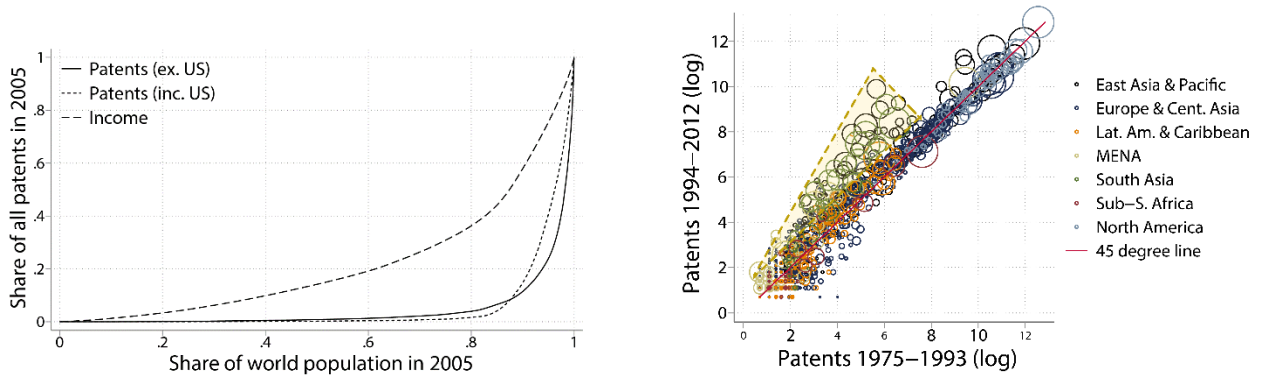 Share of all patents in 2005
1
.8
.6
.4
.2
0
Patents (ex. US)
Patents (inc. US)
Income
0 .2 .4 .6 .8 1
Share of world population in 2005
Patents 1994–2012 (log)
12
10
8
6
4
2
0
0 2 4 6 8 10 12
Patents 1975–1993 (log)
East Asia & Pacific
Europe & Cent. Asia
Lat. Am. & Caribbean
MENA
South Asia
Sub–S. Africa
North America
45 degree line